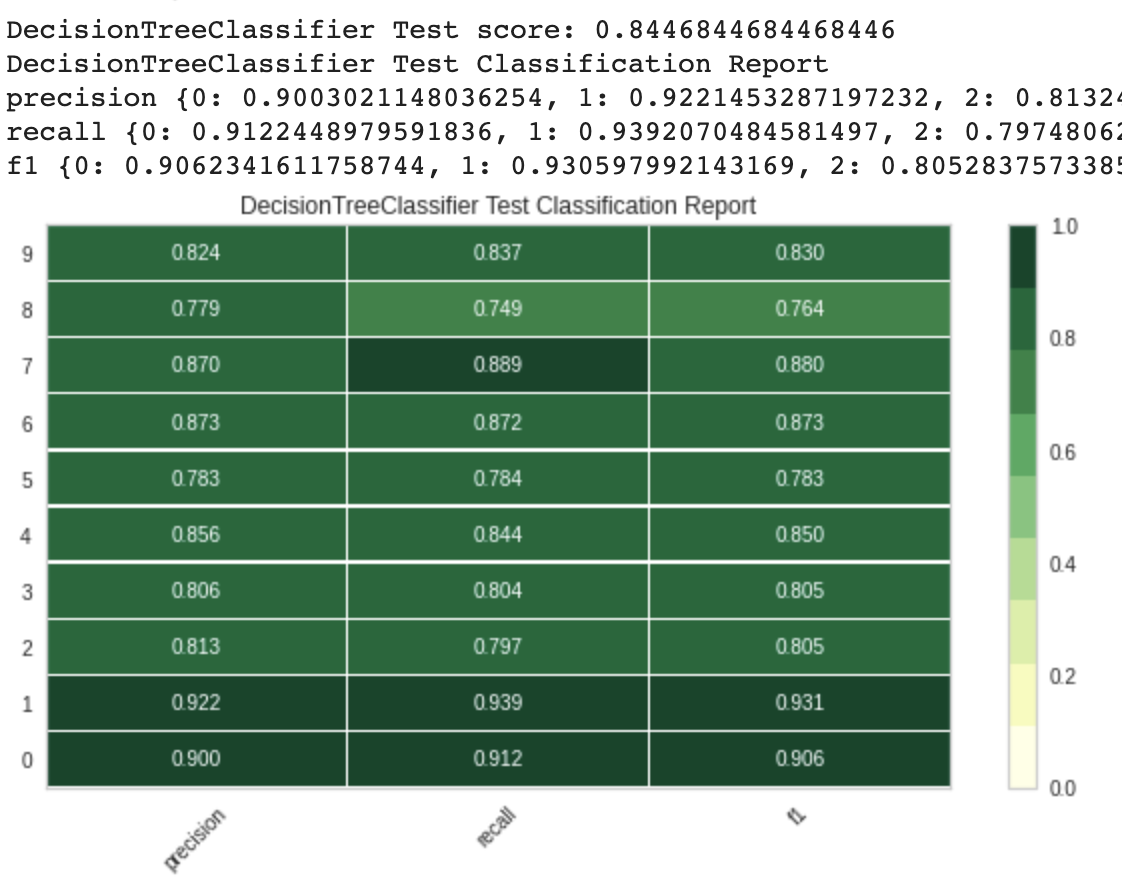 DecisionTreeClassifier Test score: 0.8446844684468446
DecisionTreeClassifier Test Classification Report
precision {0: 0.9003021148036254, 1: 0.9221453287197232, 2: 0.81324
recall {0: 0.9122448979591836, 1: 0.9392070484581497, 2: 0.79748062
f1 {0: 0.9062341611758744, 1: 0.930597992143169, 2: 0.8052837573385
DecisionTreeClassifier Test Classification Report
9 0.824 0.837 0.830
8 0.779 0.749 0.764
7 0.870 0.889 0.880
6 0.873 0.872 0.873
5 0.783 0.784 0.783
4 0.856 0.844 0.850
3 0.806 0.804 0.805
2 0.813 0.797 0.805
1 0.922 0.939 0.931
0 0.900 0.912 0.906
precision recall f1
1.0
0.8
0.6
0.4
0.2
0.0